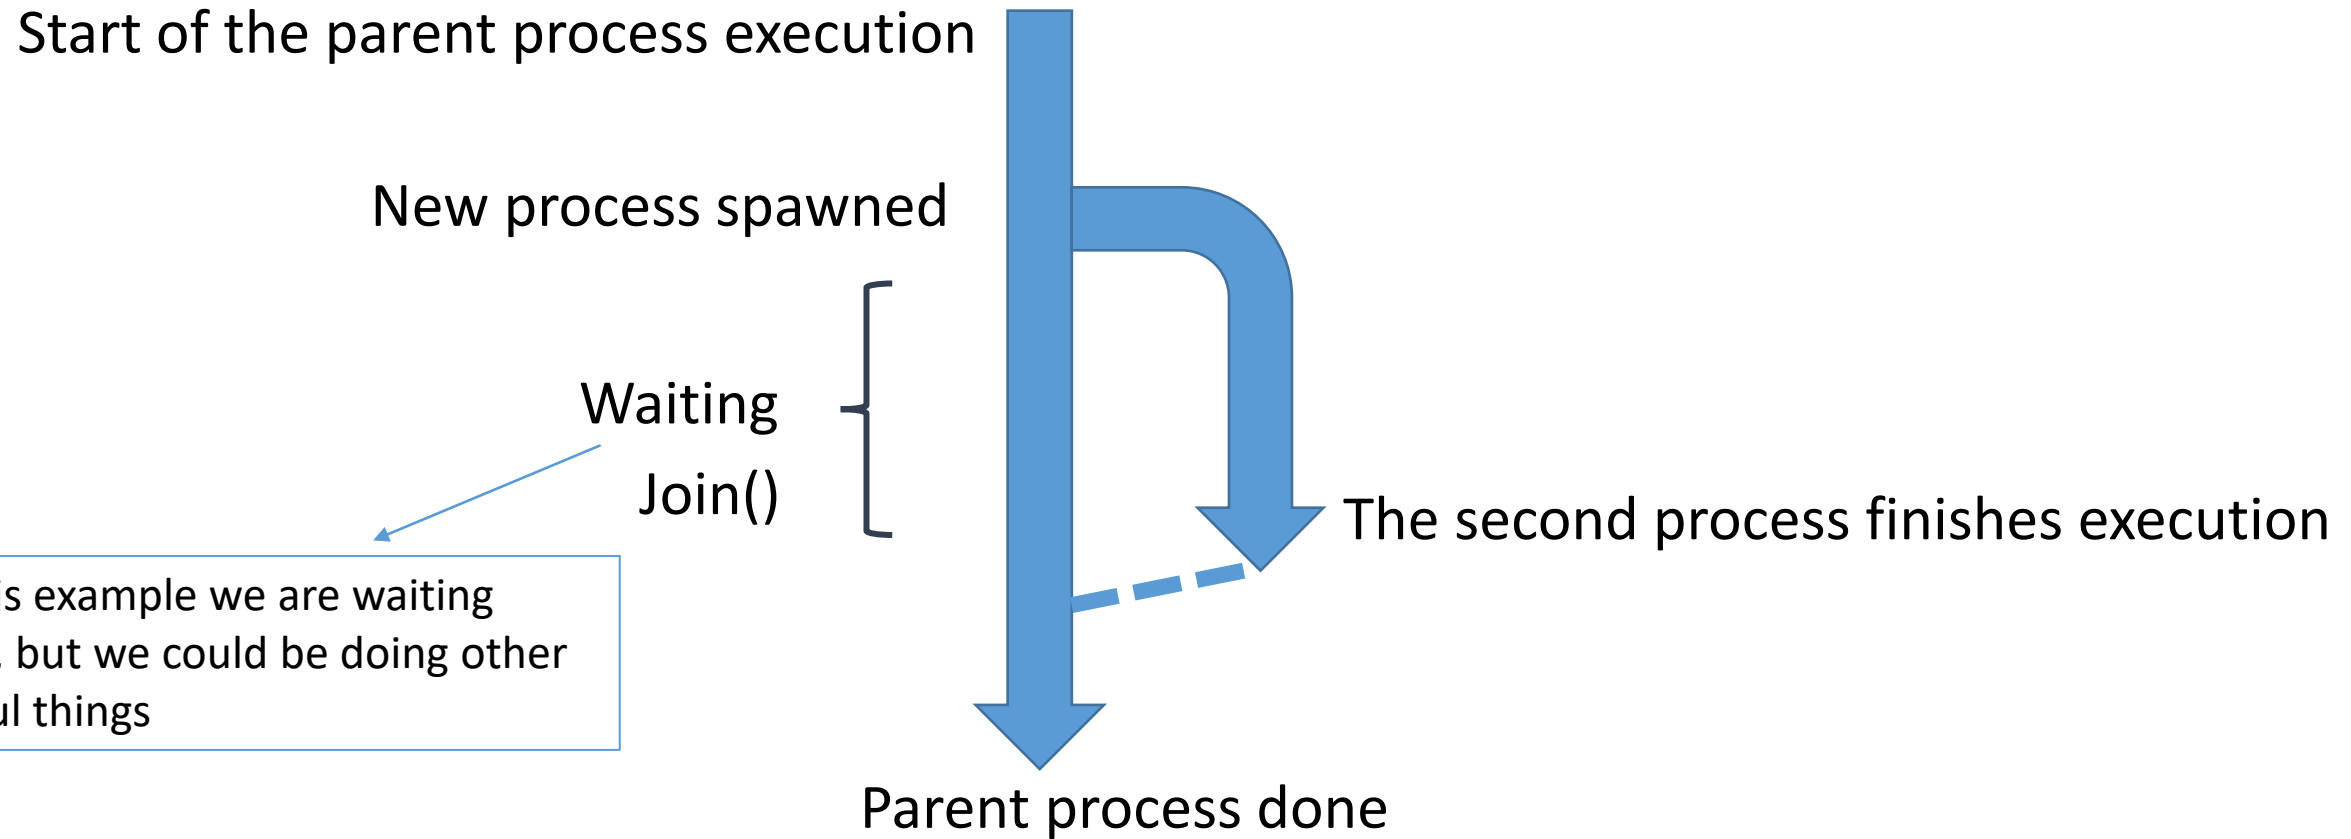 Start of the parent process execution
New process spawned
Waiting
Join()
The second process finishes execution
example we are waiting
but we could be doing other
things
Parent process done